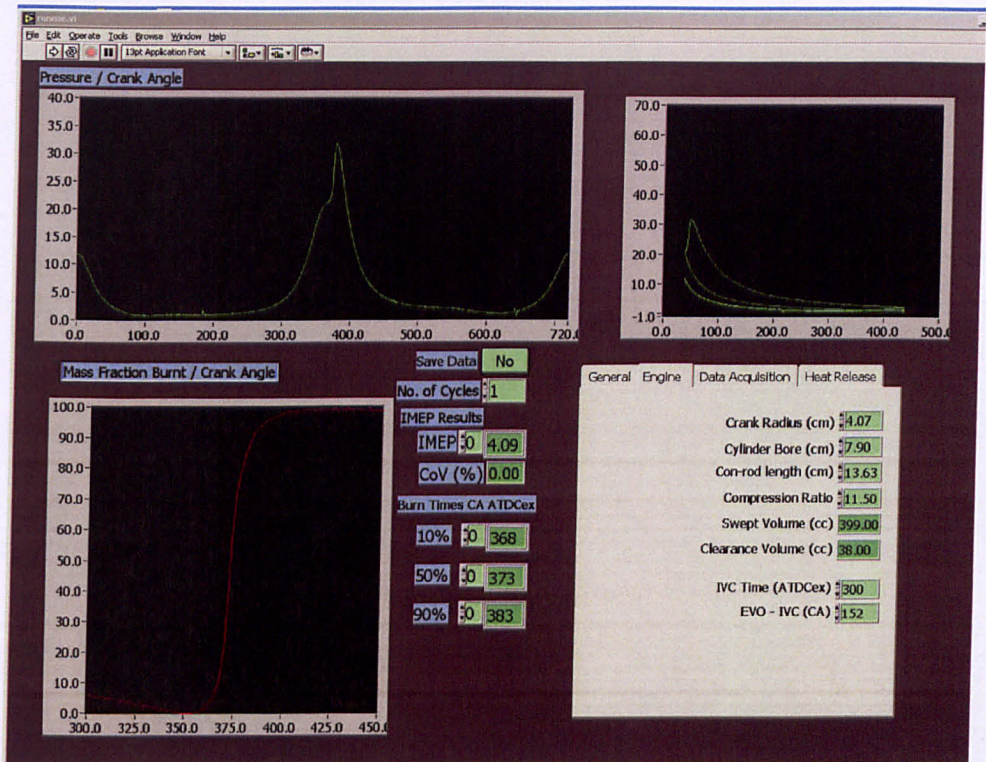 runme.vi
File Edit Operate Tools Browse Window Help
13pt Application Font
Pressure / Crank Angle
40.0
35.0
30.0
25.0
20.0
15.0
10.0
5.0
0.0
0.0 100.0 200.0 300.0 400.0 500.0 600.0 720.
70.0
60.0
50.0
40.0
30.0
20.0
10.0
-1.0
0.0 100.0 200.0 300.0 400.0 500.
Mass Fraction Burnt / Crank Angle
100.0
90.0
80.0
70.0
60.0
50.0
40.0
30.0
20.0
10.0
0.0
300.0 325.0 350.0 375.0 400.0 425.0 450.
Save Data No
No. of Cycles 1
IMEP Results
IMEP 0 4.09
CoV (%) 0.00
Burn Times CA ATDCex
10% 0 368
50% 0 373
90% 0 383
General Engine Data Acquisition Heat Release
Crank Radius (cm) 4.07
Cylinder Bore (cm) 7.90
Con-rod length (cm) 13.63
Compression Ratio 11.50
Swept Volume (cc) 399.00
Clearance Volume (cc) 38.00
IVC Time (ATDCex) 300
EVO - IVC (CA) 152